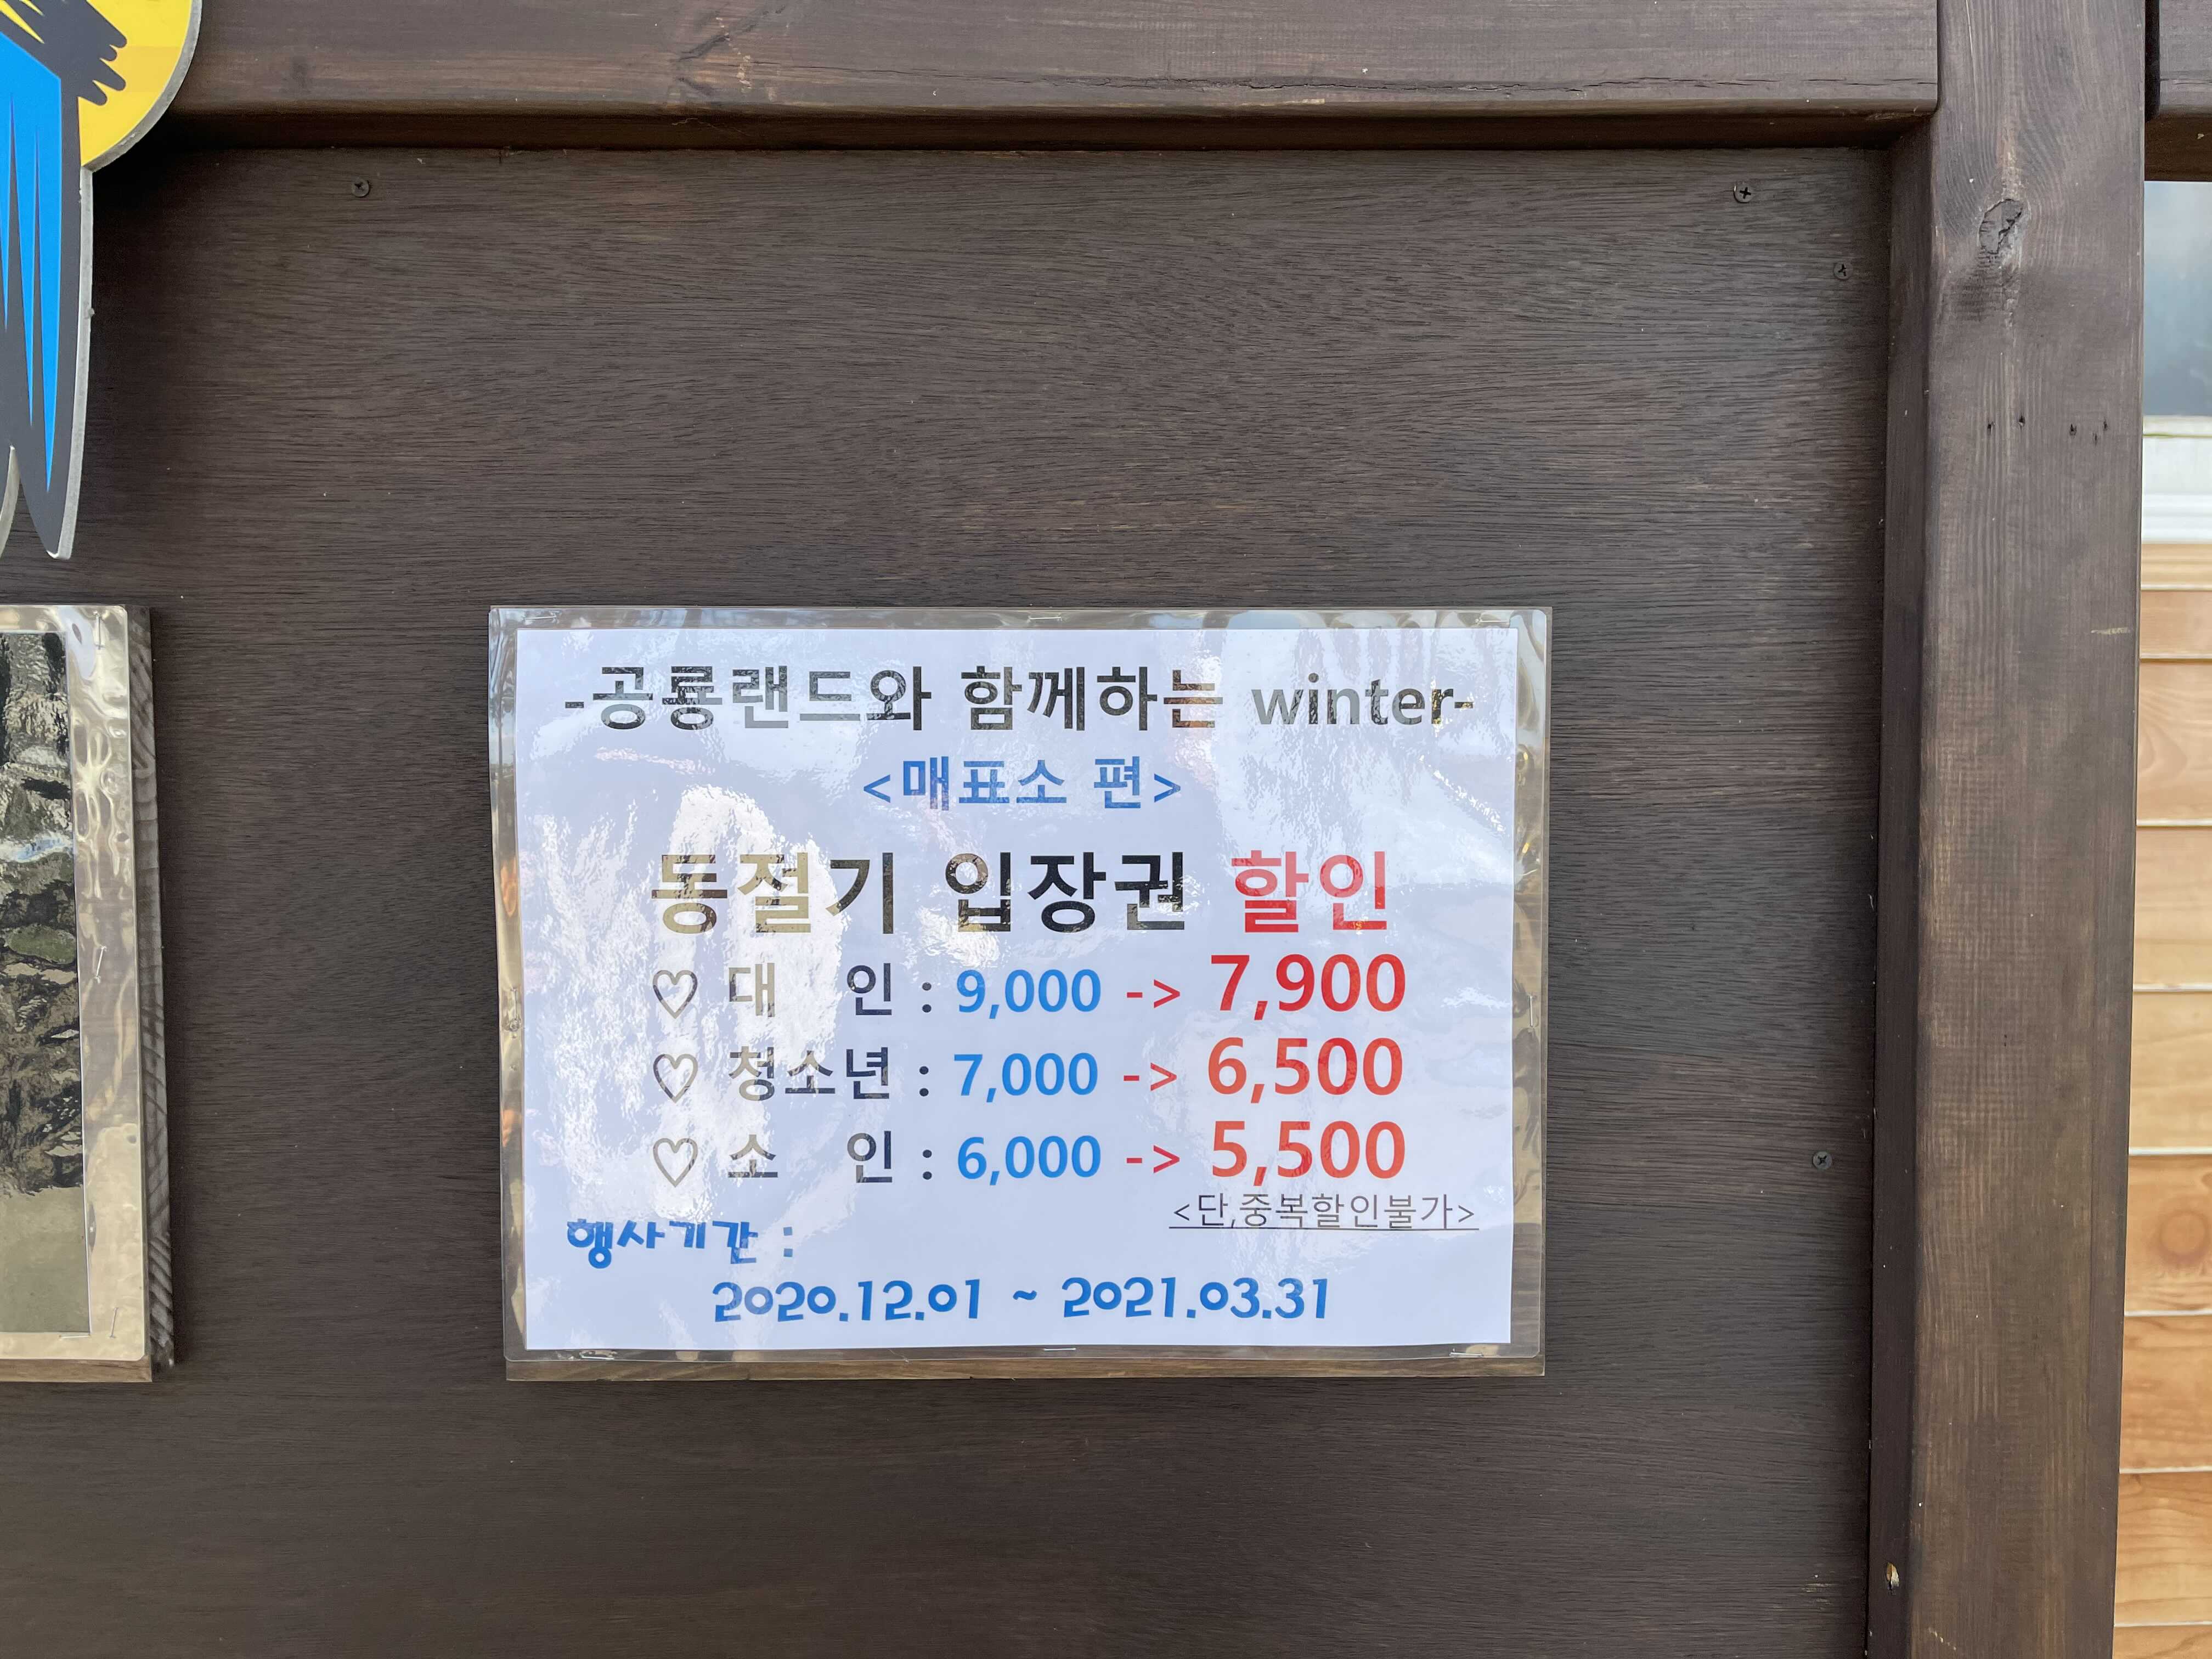 -공룡랜드와 함께하는 winter-
<매표소 편>
동절기 입장권 할인
♡ 대 인 : 9,000 -> 7,900
♡ 청소년 : 7,000 -> 6,500
♡ 소 인 : 6,000 -> 5,500
<단,중복할인불가>
행사기간 :
2020.12.01 ~ 2021.03.31